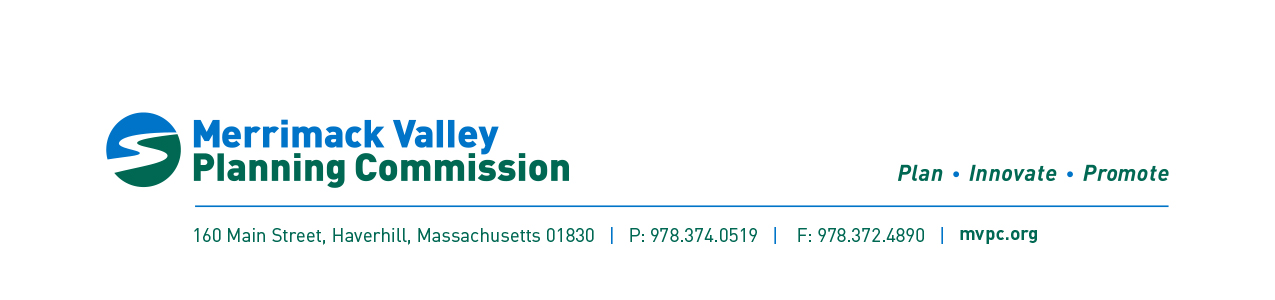 Merrimack Valley
Planning Commission
Plan • Innovate • Promote
160 Main Street, Haverhill, Massachusetts 01830 | P: 978.374.0519 | F: 978.372.4890 | mvpc.org